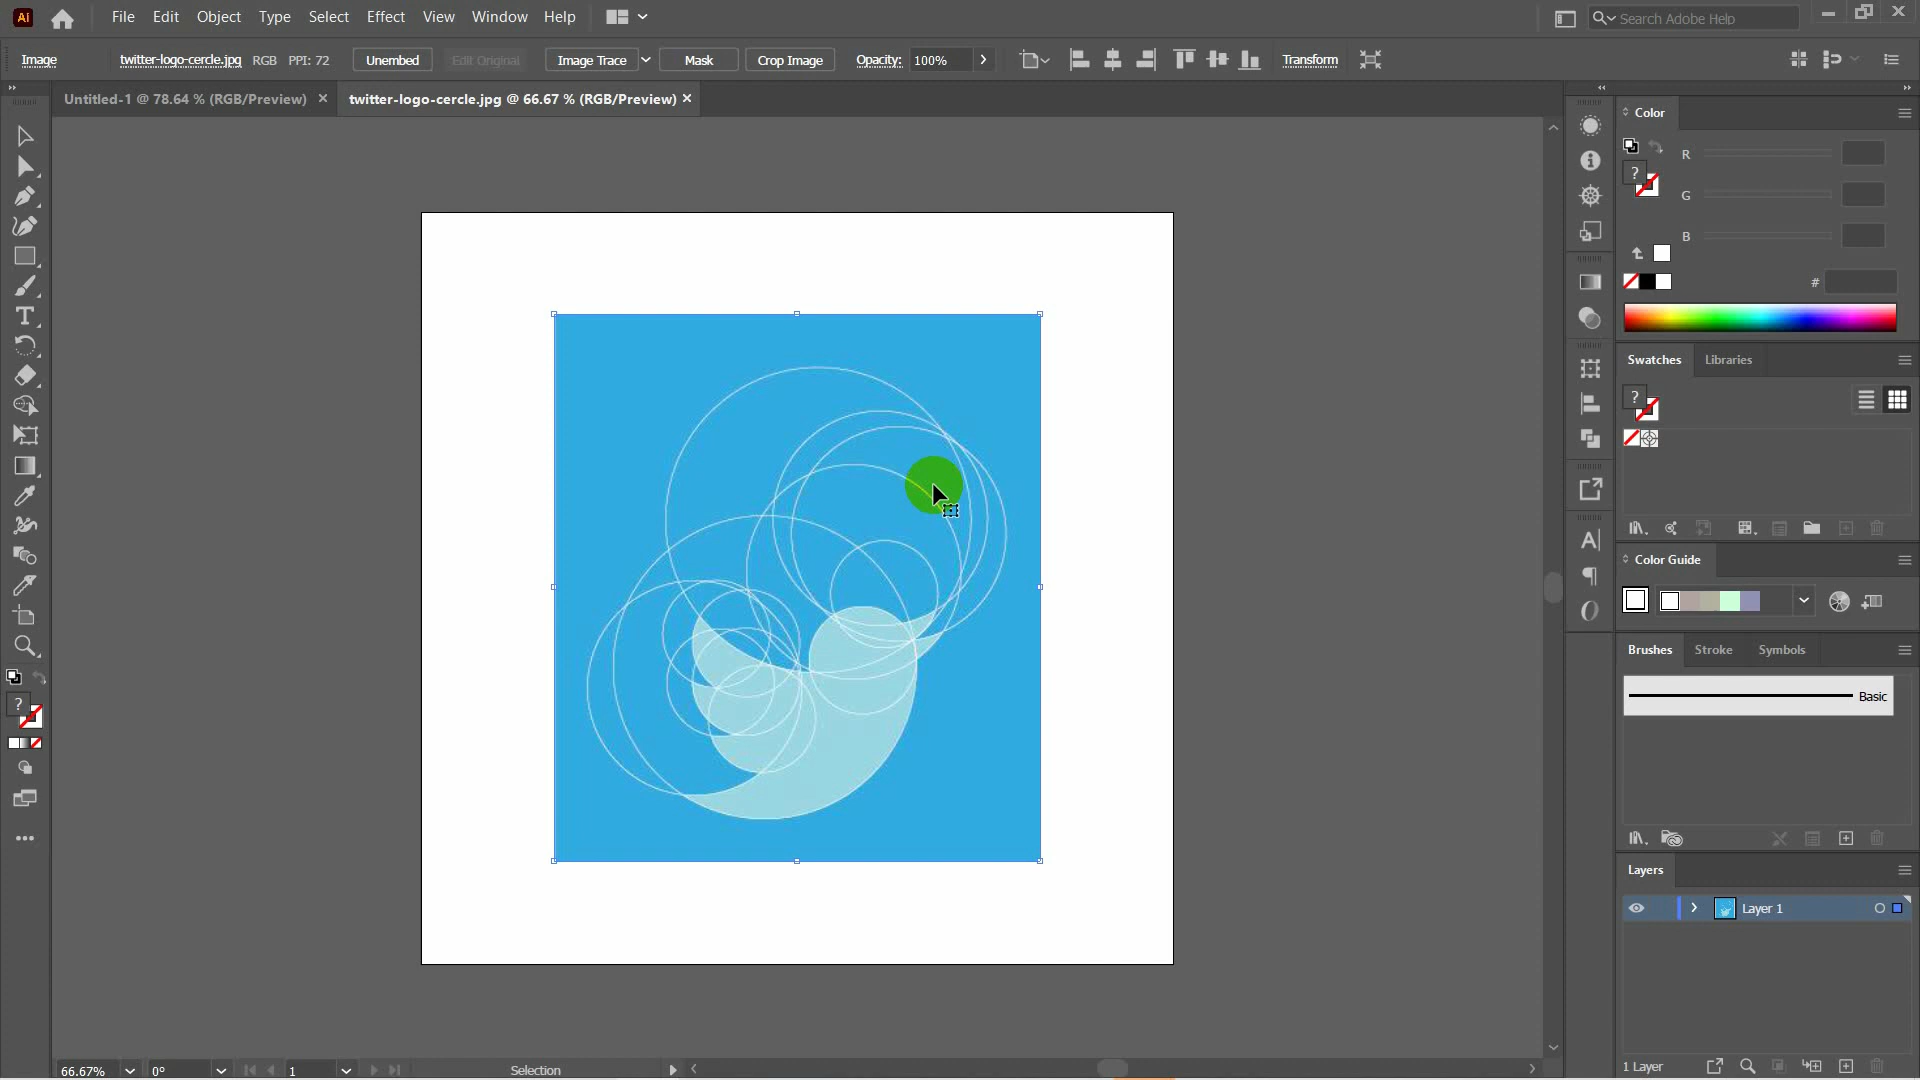 Ai File Edit Object Type Select Effect View Window Help Search Adobe Help
Image twitter-logo-cercle.jpg RGB PPI: 72 Unembed Edit Original Image Trace Mask Crop Image Opacity: 100% Transform
Untitled-1 @ 78.64 % (RGB/Preview) × twitter-logo-cercle.jpg @ 66.67 % (RGB/Preview) ×
Color
R
? G
B
#
Swatches Libraries
?
Color Guide
Brushes Stroke Symbols
Basic
?
Layers
Layer 1
1 Layer
66.67% 0° 1 Selection